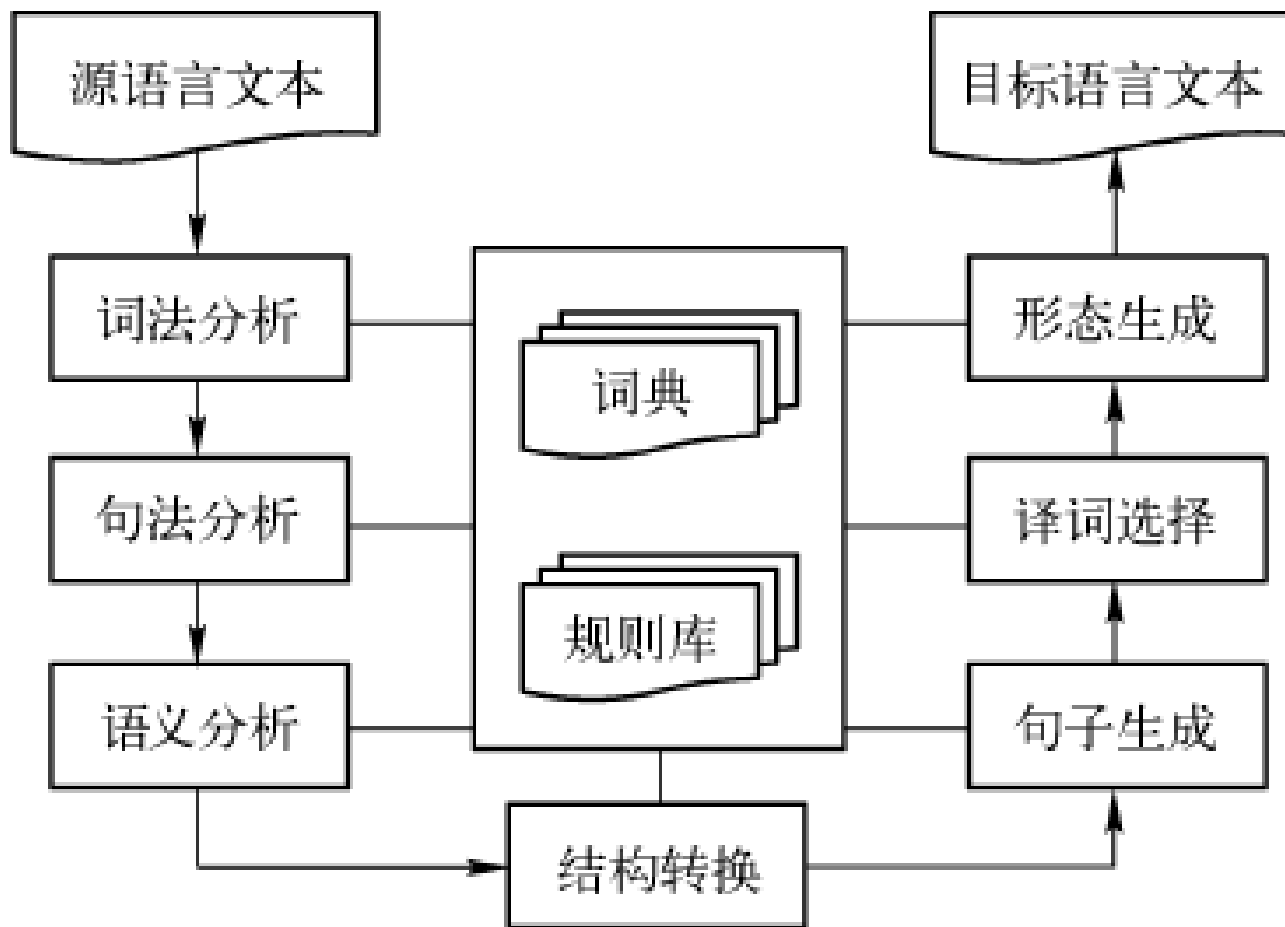 源语言文本
目标语言文本
词法分析
词典
形态生成
句法分析
译词选择
规则库
语义分析
句子生成
结构转换